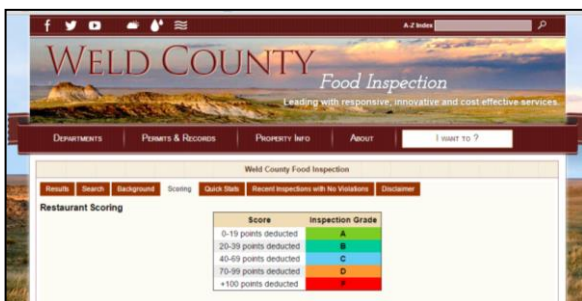 A-Z Index
WELD COUNTY
Food Inspection
Leading with responsive, innovative and cost effective services
DEPARTMENTS PERMITS & RECORDS PROPERTY INFO ABOUT I WANT TO ?
Weld County Food Inspection
Results Search Background Scoring Quick Stats Recent Inspections with No Violations Disclaimer
Restaurant Scoring
Score Inspection Grade
0-19 points deducted A
20-39 points deducted B
40-69 points deducted C
70-99 points deducted D
+100 points deducted F